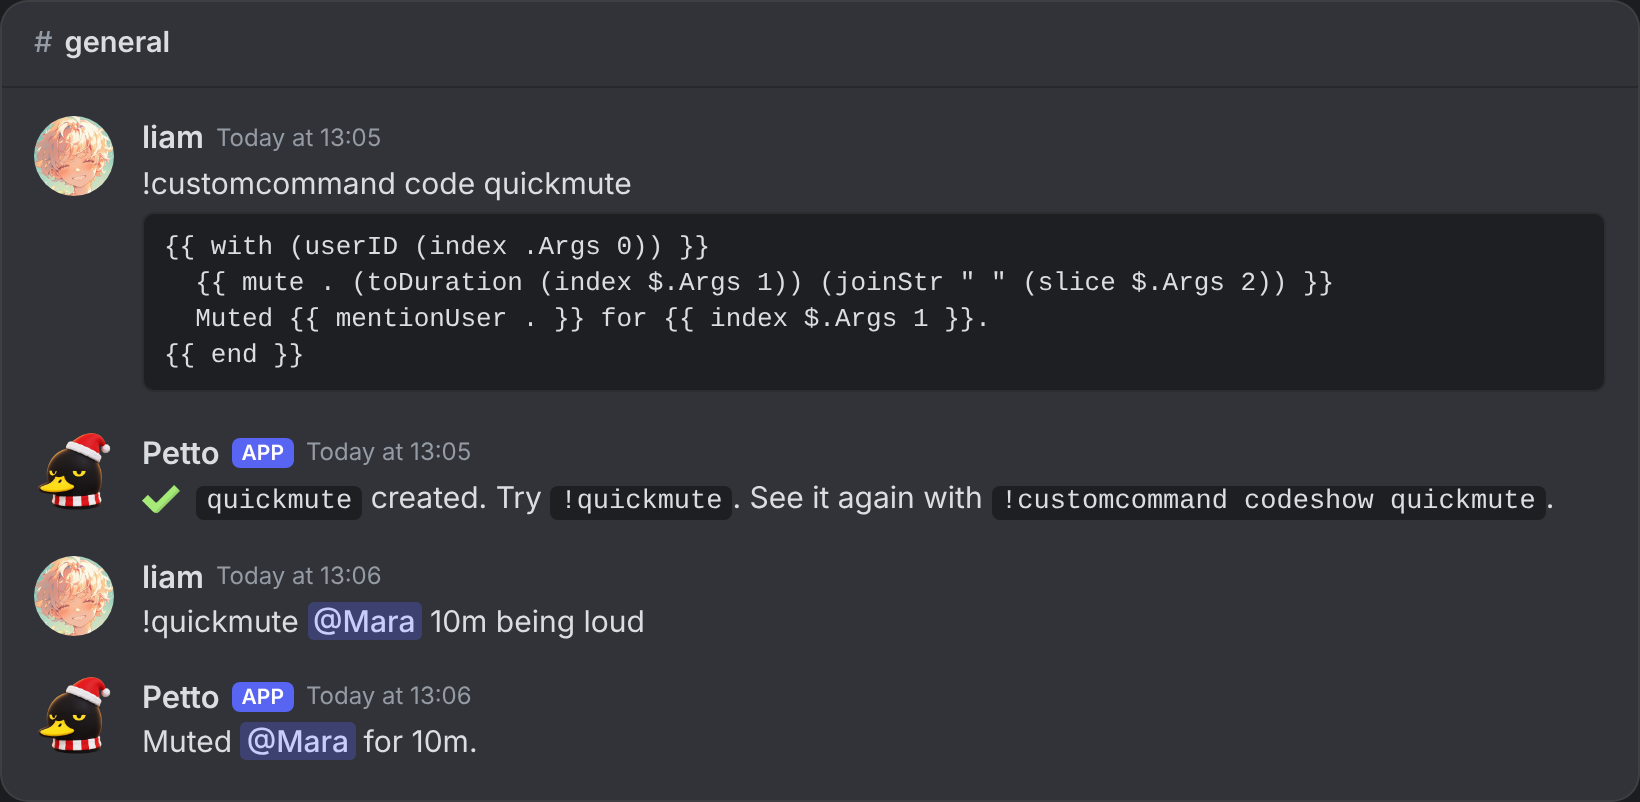 # general
liam Today at 13:05
!customcommand code quickmute
{{ with (userID (index .Args 0)) }}
  {{ mute . (toDuration (index $.Args 1)) (joinStr " " (slice $.Args 2)) }}
  Muted {{ mentionUser . }} for {{ index $.Args 1 }}.
{{ end }}
Petto APP Today at 13:05
quickmute created. Try !quickmute. See it again with !customcommand codeshow quickmute.
liam Today at 13:06
!quickmute @Mara 10m being loud
Petto APP Today at 13:06
Muted @Mara for 10m.